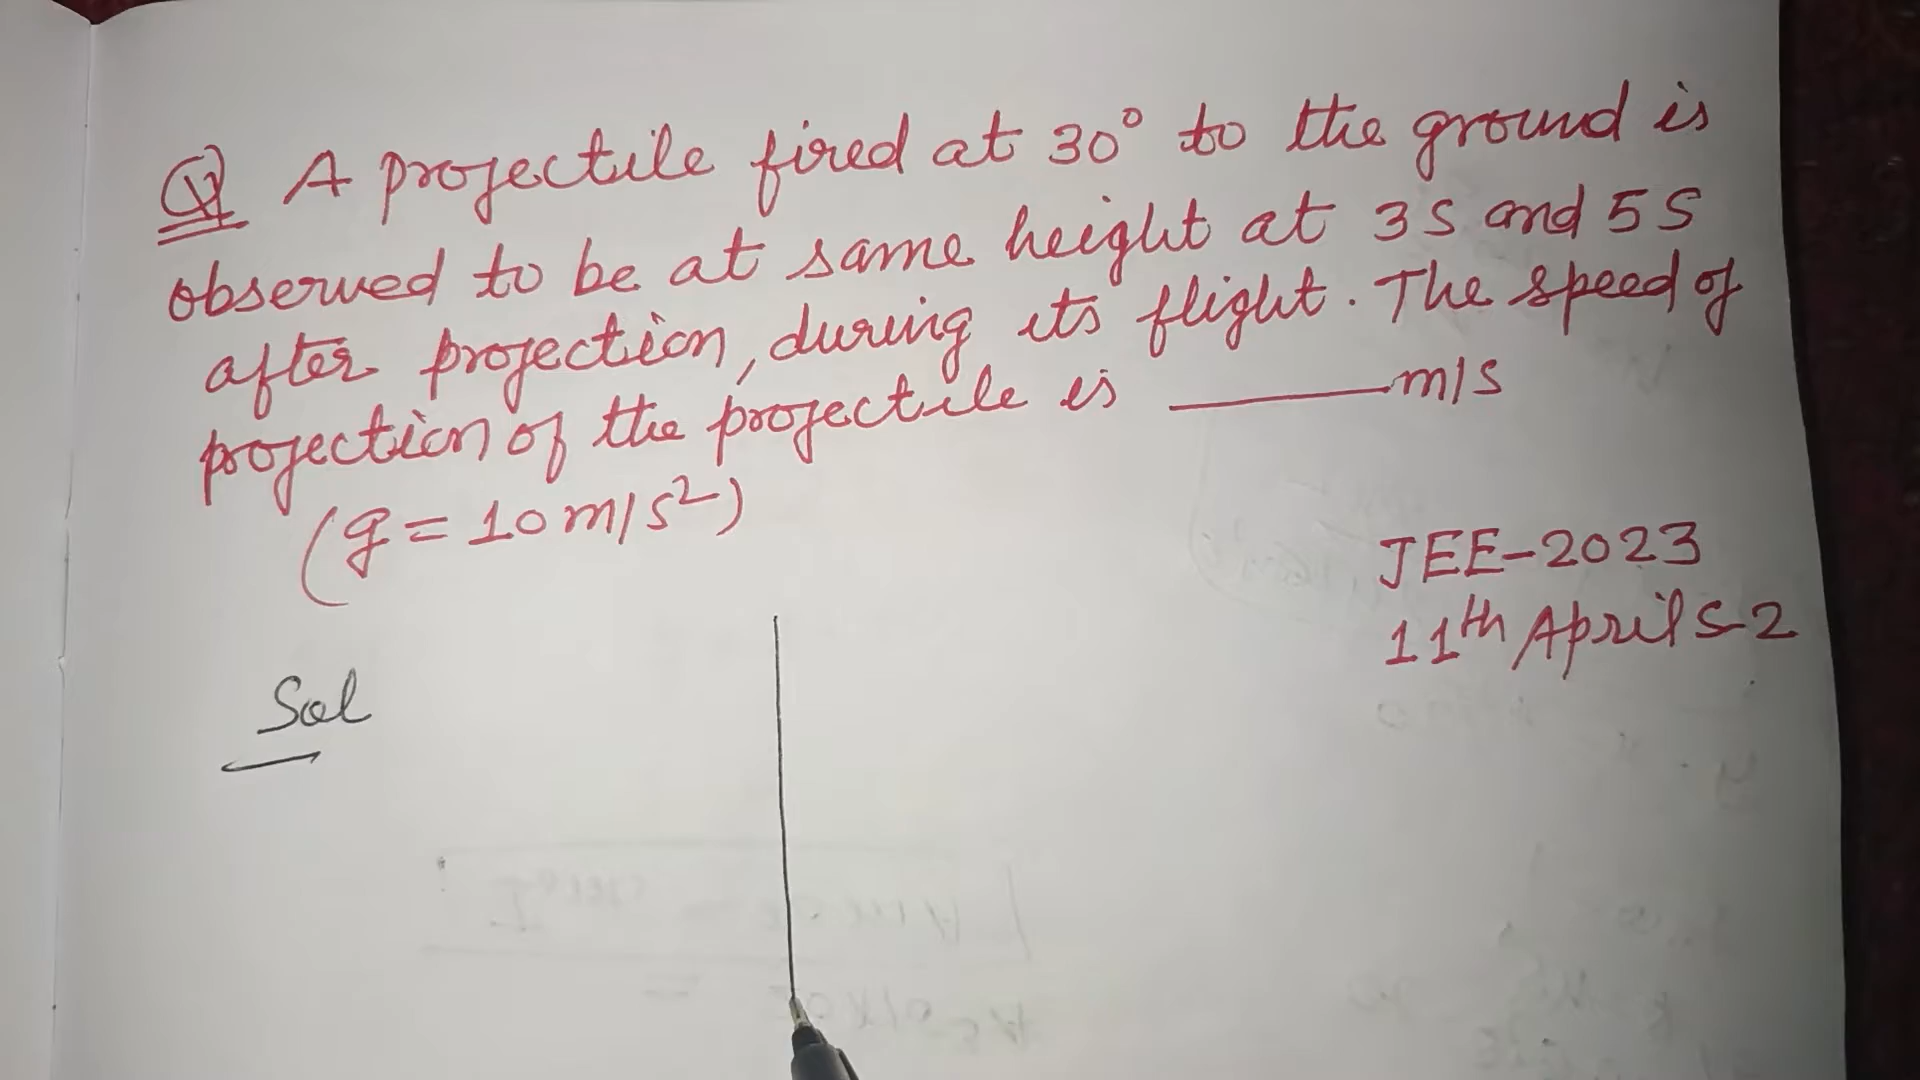 Q A projectile fired at 30° to the ground is
observed to be at same height at 3S and 5S
after projection, during its flight. The speed of
projection of the projectile is ______ m/s
(g = 10 m/s²)
JEE-2023
11th April S-2
Sol